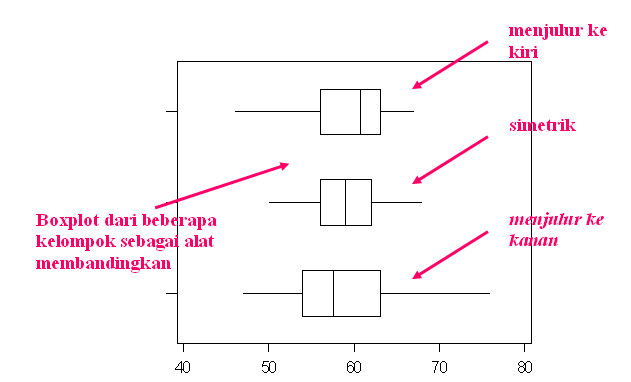 menjulur ke
kiri
simetrik
Boxplot dari beberapa
kelompok sebagai alat
membandingkan
menjulur ke
kanan
40 50 60 70 80